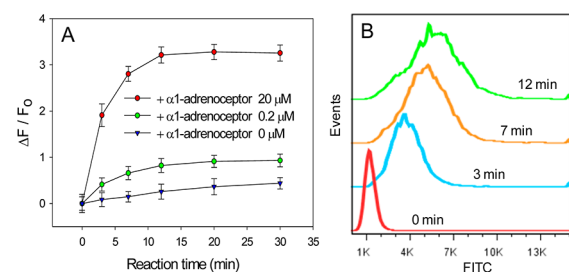 A
ΔF / Fo
4
3
2
1
0
+ α1-adrenoceptor 20 μM
+ α1-adrenoceptor 0.2 μM
+ α1-adrenoceptor 0 μM
0 5 10 15 20 25 30 35
Reaction time (min)
B
Events
12 min
7 min
3 min
0 min
1K 4K 7K 10K 13K
FITC